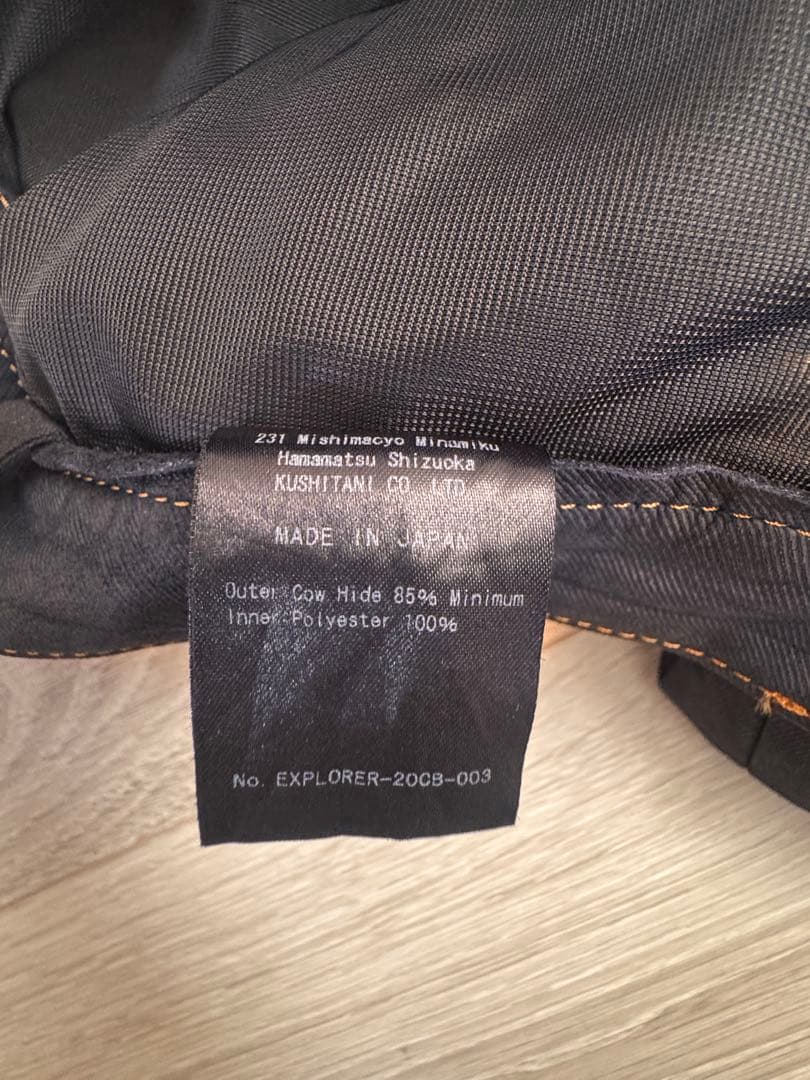 231 Mishimacyo Minamiku
Hamamatsu Shizuoka
KUSHITANI CO. LTD
MADE IN JAPAN
Outer Cow Hide 85% Minimum
Inner Polyester 100%
No. EXPLORER-20CB-003